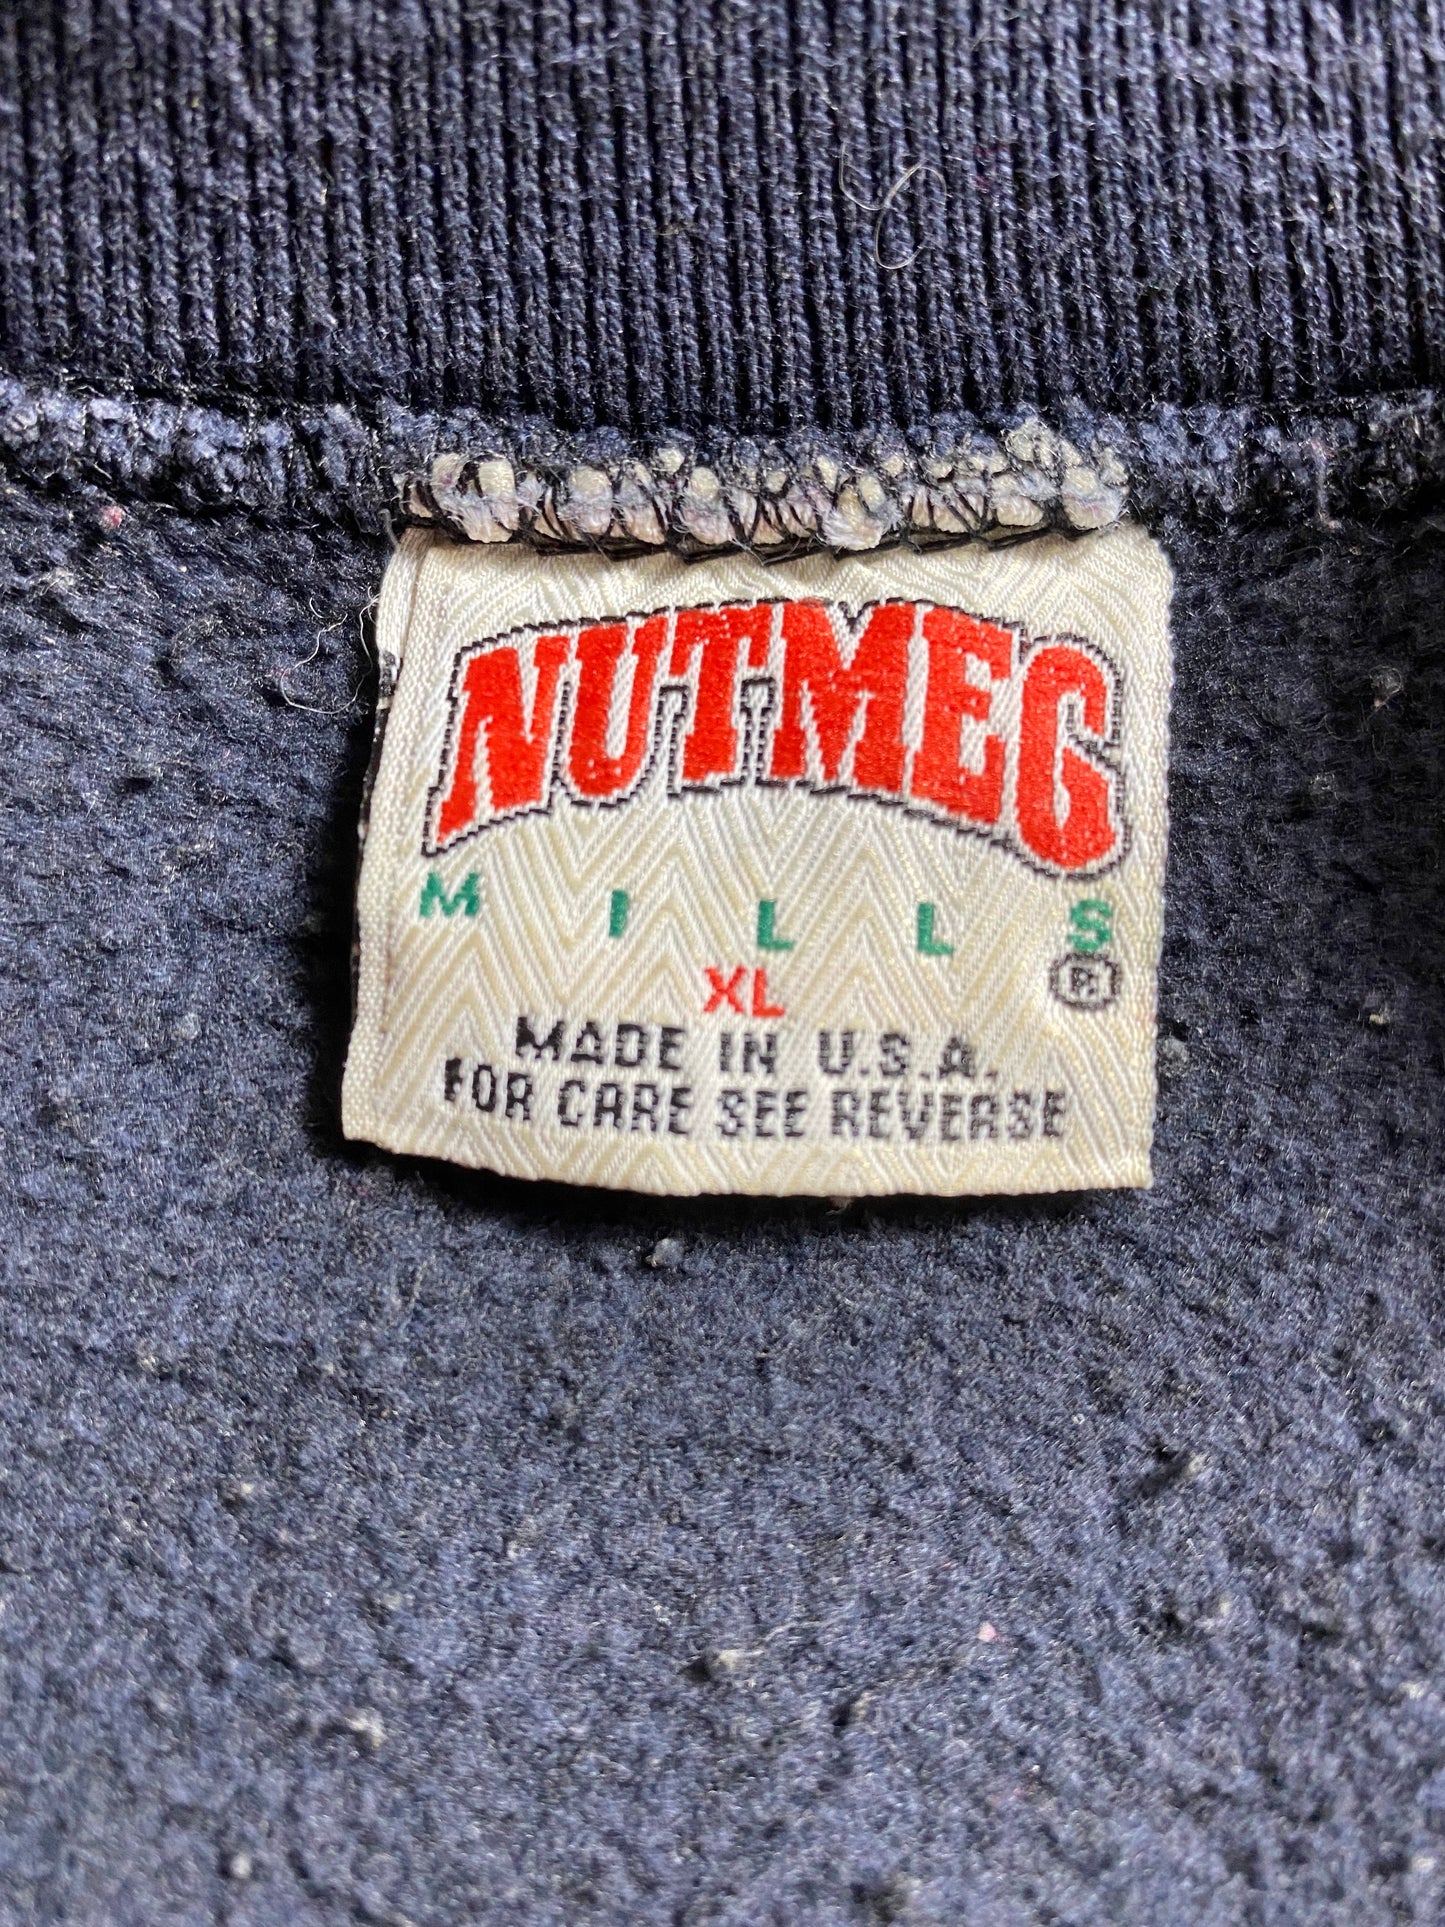 NUTMEG
MILLS
®
XL
MADE IN U.S.A.
FOR CARE SEE REVERSE